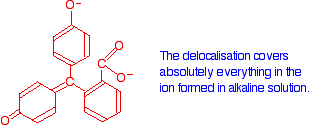 O−
O
C
O−
C
O
The delocalisation covers
absolutely everything in the
ion formed in alkaline solution.